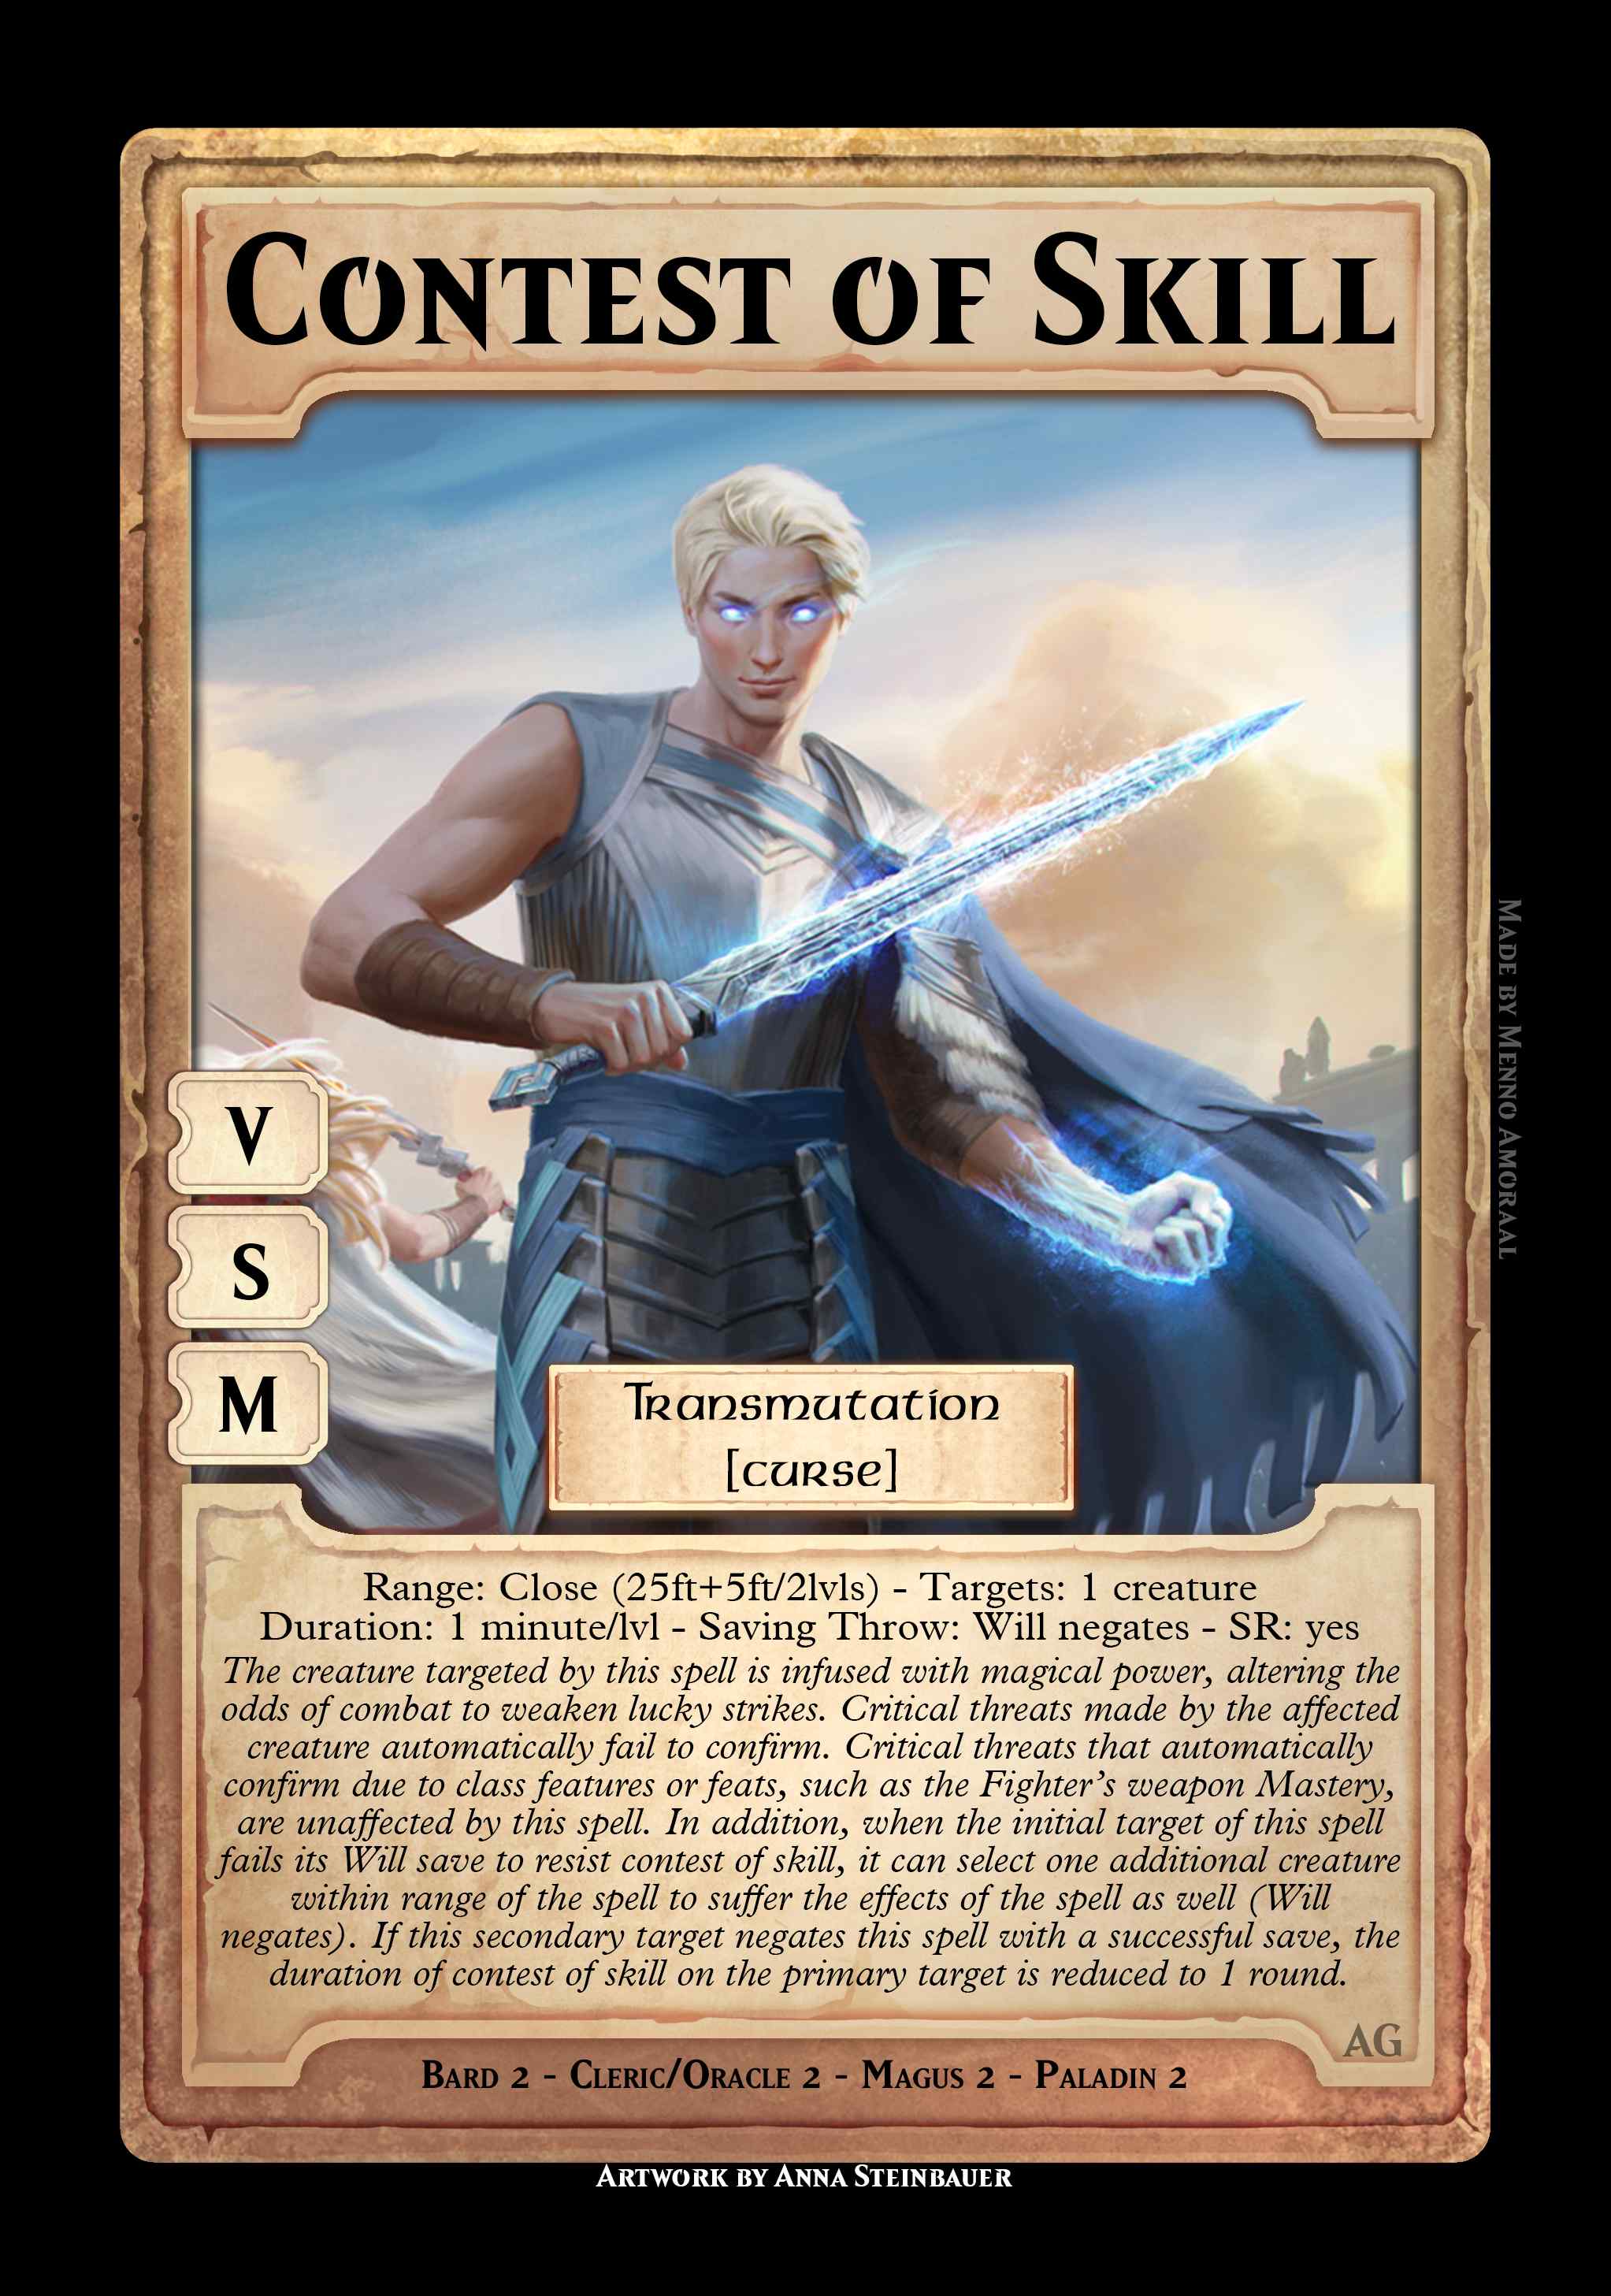 Contest of Skill
V
S
M
Transmutation
[curse]
Range: Close (25ft+5ft/2lvls) - Targets: 1 creature
Duration: 1 minute/lvl - Saving Throw: Will negates - SR: yes
The creature targeted by this spell is infused with magical power, altering the
odds of combat to weaken lucky strikes. Critical threats made by the affected
creature automatically fail to confirm. Critical threats that automatically
confirm due to class features or feats, such as the Fighter's weapon Mastery,
are unaffected by this spell. In addition, when the initial target of this spell
fails its Will save to resist contest of skill, it can select one additional creature
within range of the spell to suffer the effects of the spell as well (Will
negates). If this secondary target negates this spell with a successful save, the
duration of contest of skill on the primary target is reduced to 1 round.
AG
Bard 2 - Cleric/Oracle 2 - Magus 2 - Paladin 2
Artwork by Anna Steinbauer
Made by Menno Amoraal